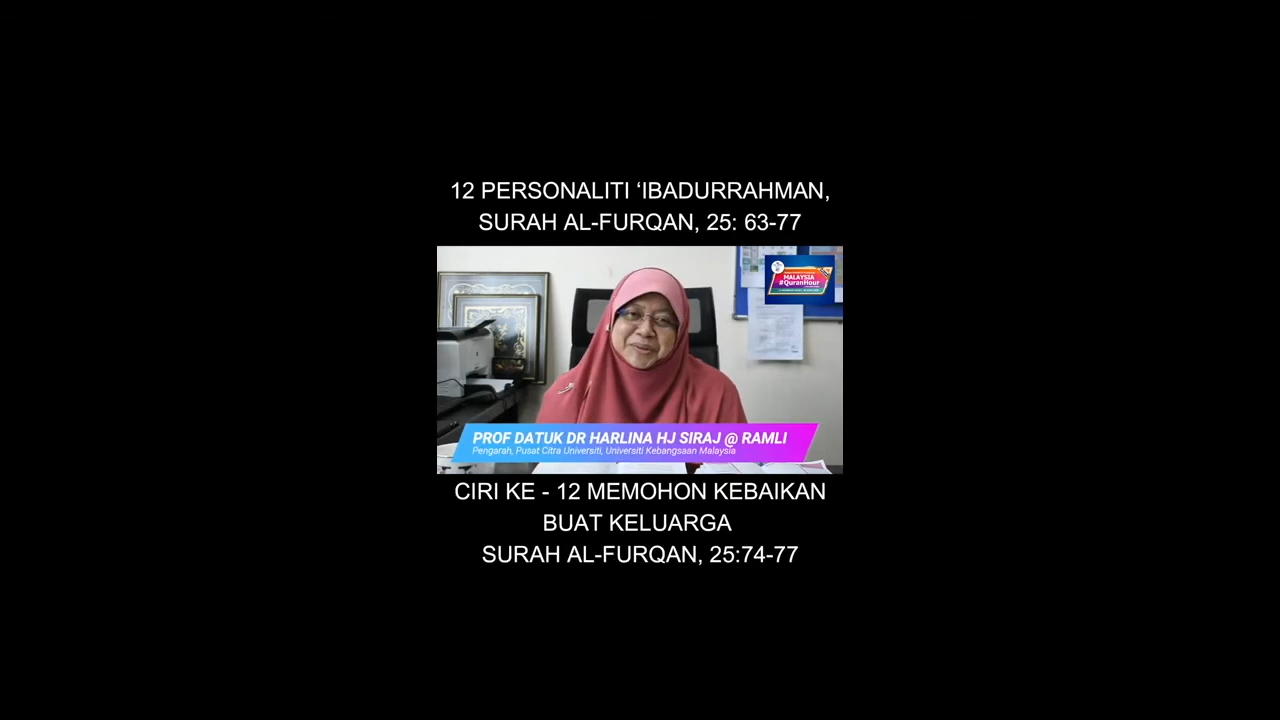 12 PERSONALITI ‘IBADURRAHMAN,
SURAH AL-FURQAN, 25: 63-77
MALAYSIA
#QuranHour
PROF DATUK DR HARLINA HJ SIRAJ @ RAMLI
Pengarah, Pusat Citra Universiti, Universiti Kebangsaan Malaysia
CIRI KE - 12 MEMOHON KEBAIKAN
BUAT KELUARGA
SURAH AL-FURQAN, 25:74-77